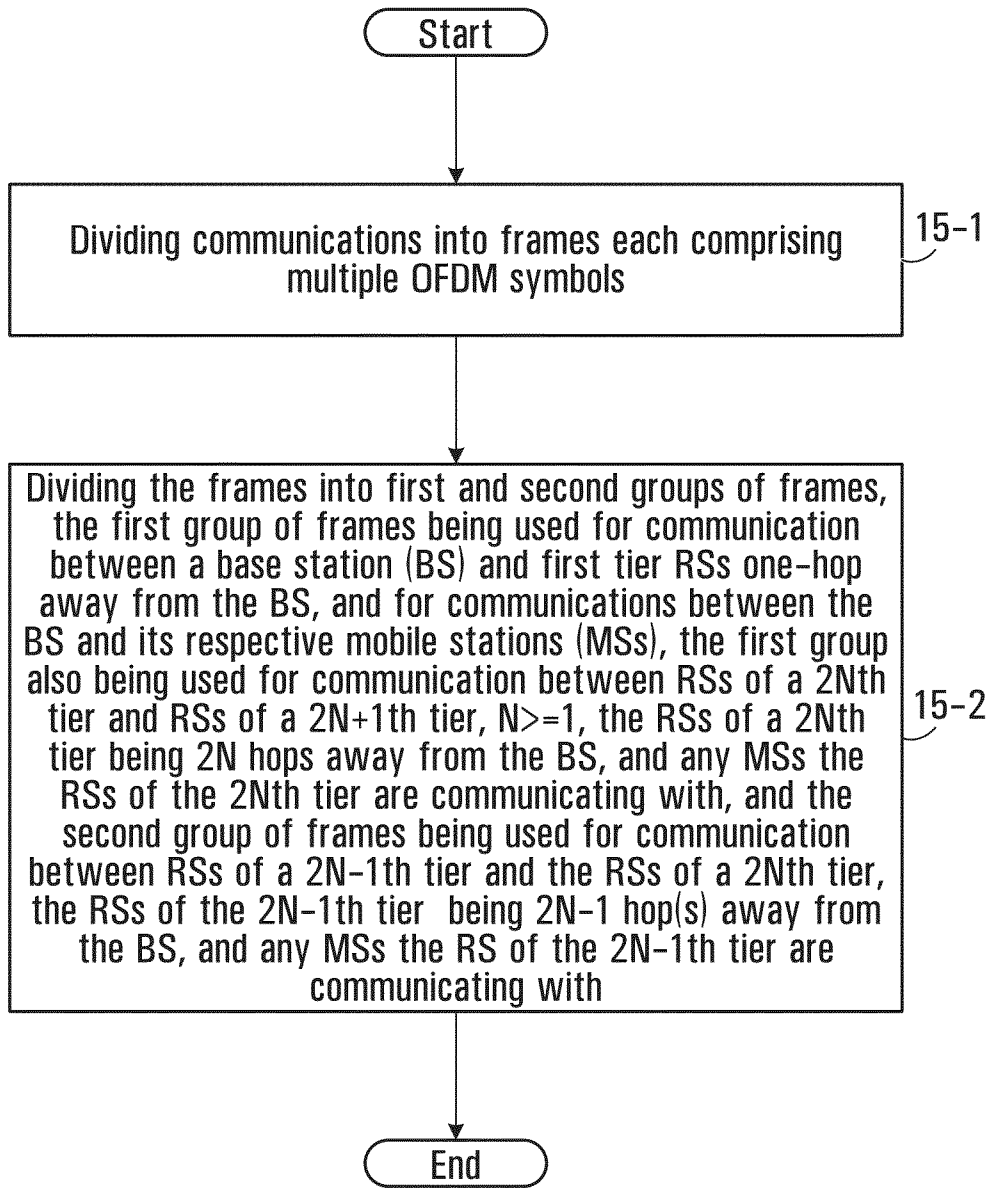 Start
Dividing communications into frames each comprising
multiple OFDM symbols
15-1
Dividing the frames into first and second groups of frames,
the first group of frames being used for communication
between a base station (BS) and first tier RSs one-hop
away from the BS, and for communications between the
BS and its respective mobile stations (MSs), the first group
also being used for communication between RSs of a 2Nth
tier and RSs of a 2N+1th tier, N>=1, the RSs of a 2Nth
tier being 2N hops away from the BS, and any MSs the
RSs of the 2Nth tier are communicating with, and the
second group of frames being used for communication
between RSs of a 2N-1th tier and the RSs of a 2Nth tier,
the RSs of the 2N-1th tier being 2N-1 hop(s) away from
the BS, and any MSs the RS of the 2N-1th tier are
communicating with
15-2
End